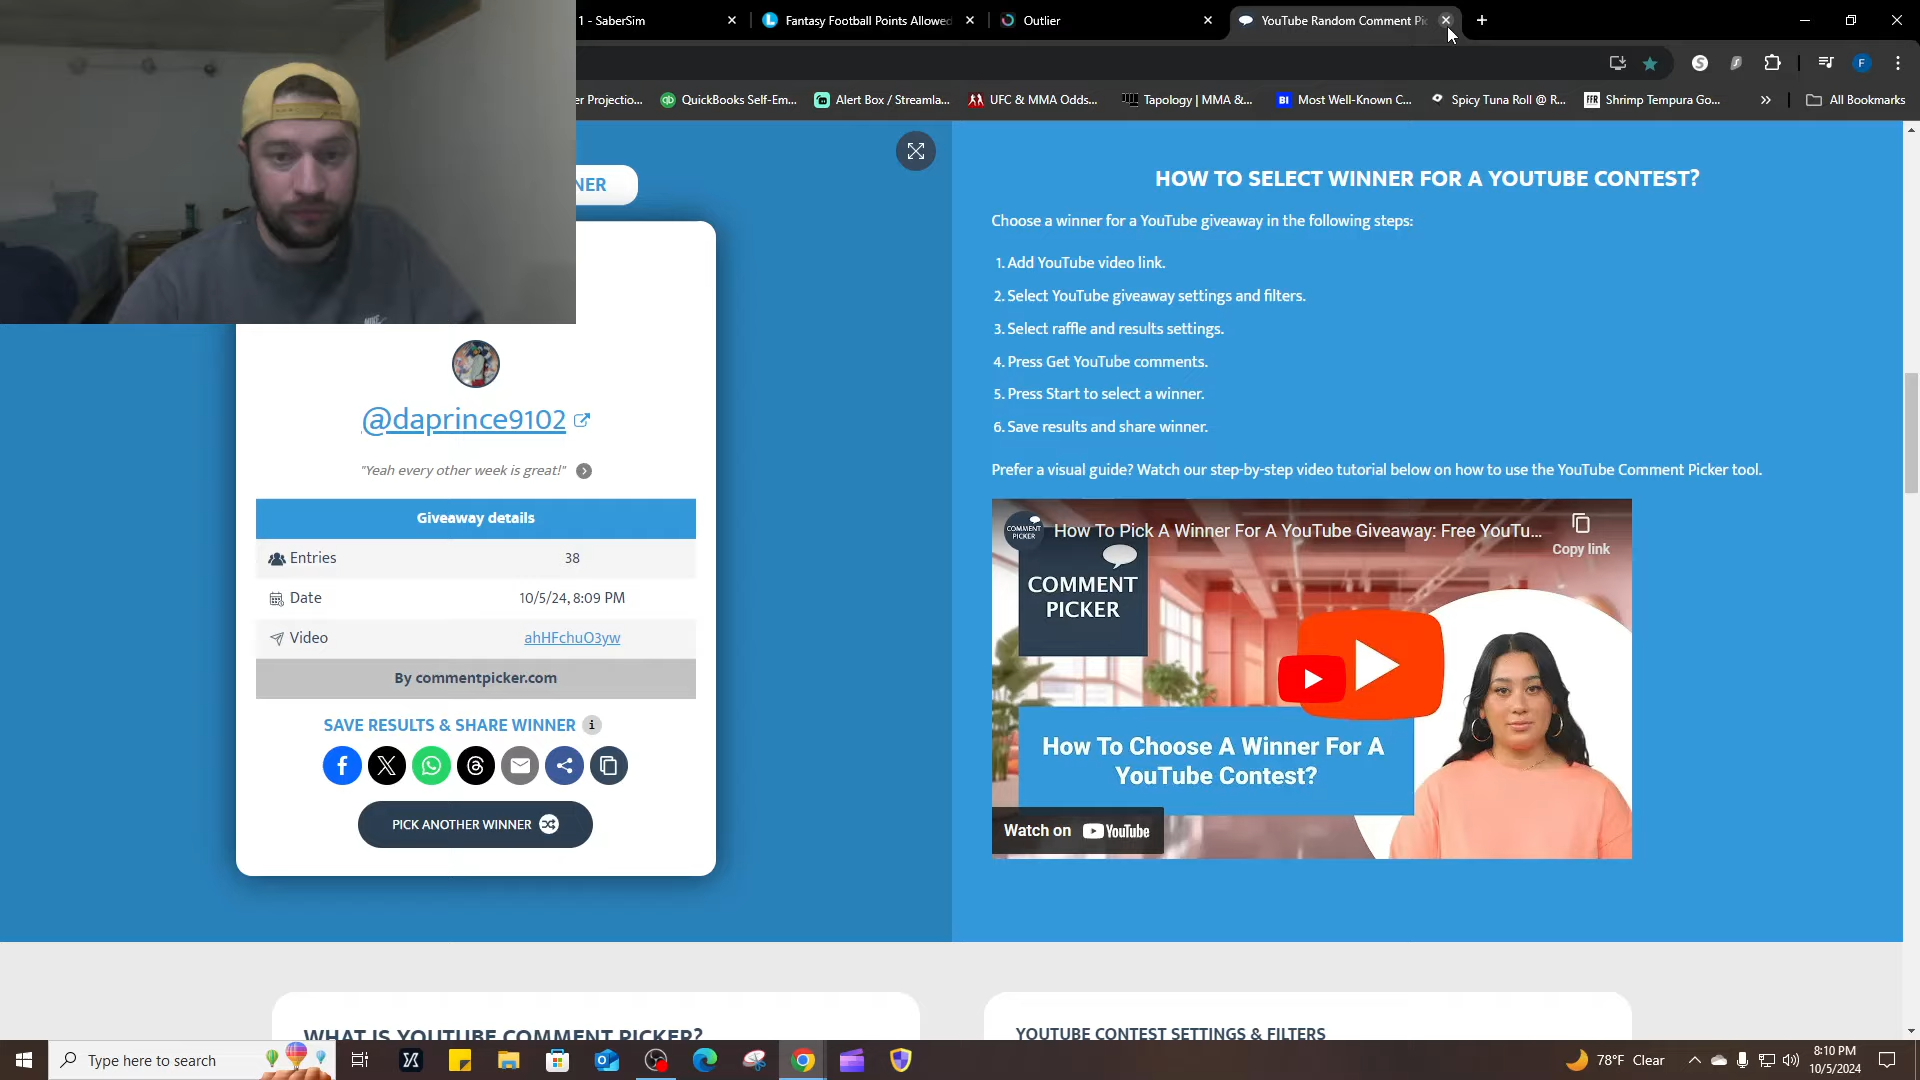 1 - SaberSim
Fantasy Football Points Allowed
Outlier
YouTube Random Comment Pi
er Projectio...
QuickBooks Self-Em...
Alert Box / Streamla...
UFC & MMA Odds...
Tapology | MMA &...
BI
Most Well-Known C...
Spicy Tuna Roll @ R...
FFR
Shrimp Tempura Go...
»
All Bookmarks
F
NER
@daprince9102
"Yeah every other week is great!"
Giveaway details
Entries 38
Date 10/5/24, 8:09 PM
Video ahHFchuO3yw
By commentpicker.com
SAVE RESULTS & SHARE WINNER i
PICK ANOTHER WINNER
HOW TO SELECT WINNER FOR A YOUTUBE CONTEST?
Choose a winner for a YouTube giveaway in the following steps:
1. Add YouTube video link.
2. Select YouTube giveaway settings and filters.
3. Select raffle and results settings.
4. Press Get YouTube comments.
5. Press Start to select a winner.
6. Save results and share winner.
Prefer a visual guide? Watch our step-by-step video tutorial below on how to use the YouTube Comment Picker tool.
COMMENT
PICKER
How To Pick A Winner For A YouTube Giveaway: Free YouTu...
Copy link
COMMENT
PICKER
How To Choose A Winner For A
YouTube Contest?
Watch on YouTube
WHAT IS YOUTUBE COMMENT PICKER?
YOUTUBE CONTEST SETTINGS & FILTERS
Type here to search
78°F Clear
8:10 PM
10/5/2024